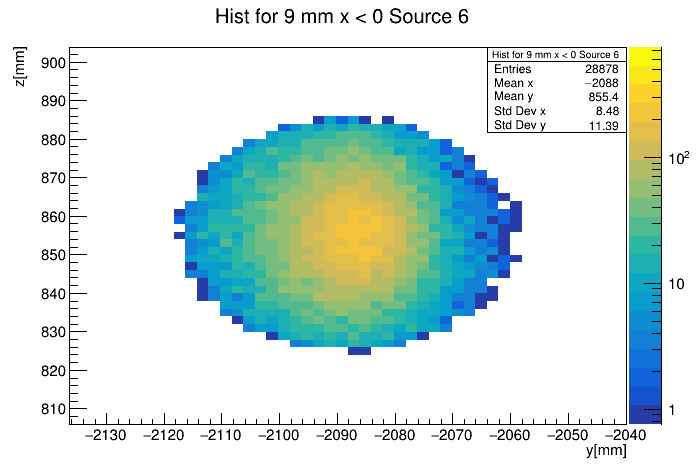 Hist for 9 mm x < 0 Source 6
z[mm]
Hist for 9 mm x < 0 Source 6
Entries 28878
Mean x −2088
Mean y 855.4
Std Dev x 8.48
Std Dev y 11.39
900
890
880
870
860
850
840
830
820
810
10²
10
1
−2130 −2120 −2110 −2100 −2090 −2080 −2070 −2060 −2050 −2040
y[mm]